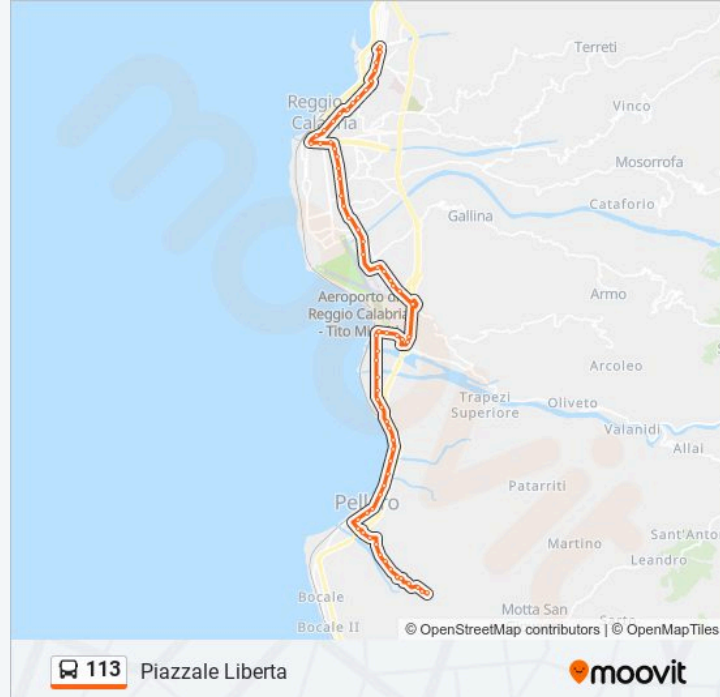 Terreti
Reggio
Calabria
Vinco
Mosorrofa
Cataforio
Gallina
Armo
Aeroporto d
Reggio Calabria
- Tito Mi
Arcoleo
Trapezi
Superiore
Oliveto
Valanidi
Allai
Patarriti
Pellaro
Martino
Sant'Anto
Leandro
Bocale
Motta San
Bocale II
© OpenStreetMap contributors | © OpenMapTiles
113 Piazzale Liberta
moovit